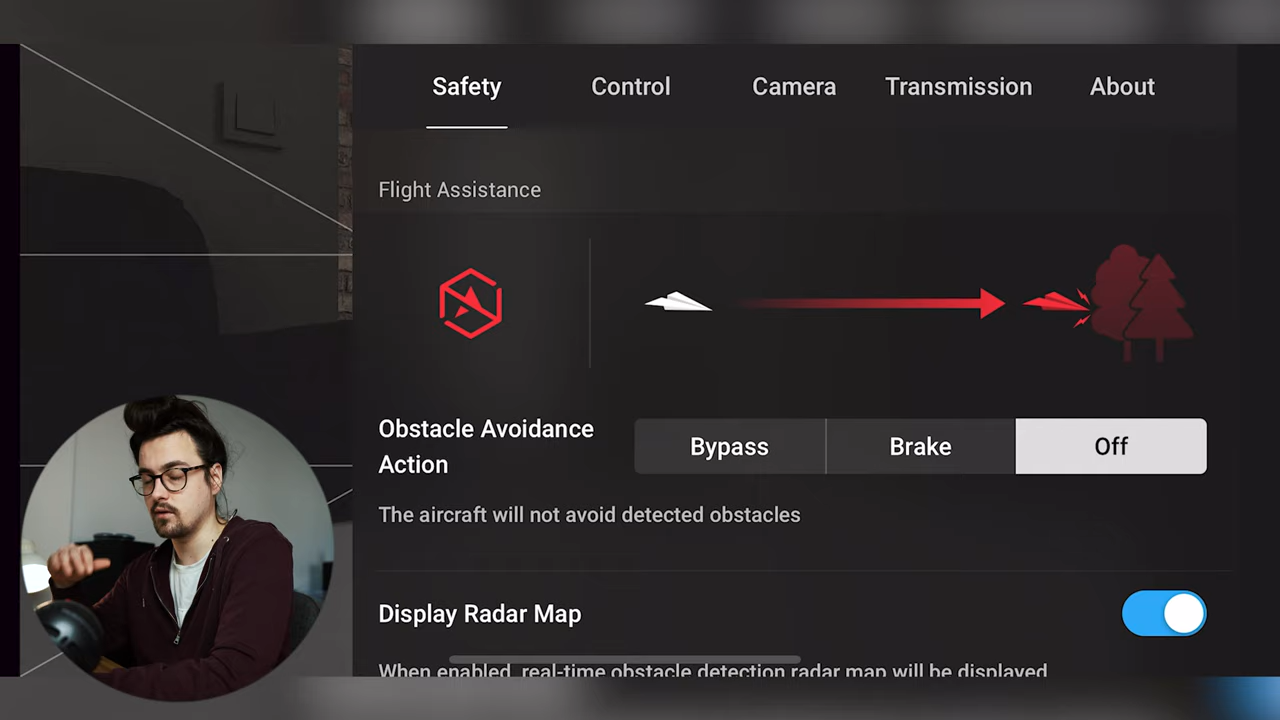 Safety Control Camera Transmission About
Flight Assistance
Obstacle Avoidance
Action
Bypass Brake Off
The aircraft will not avoid detected obstacles
Display Radar Map
When enabled, real-time obstacle detection radar map will be displayed